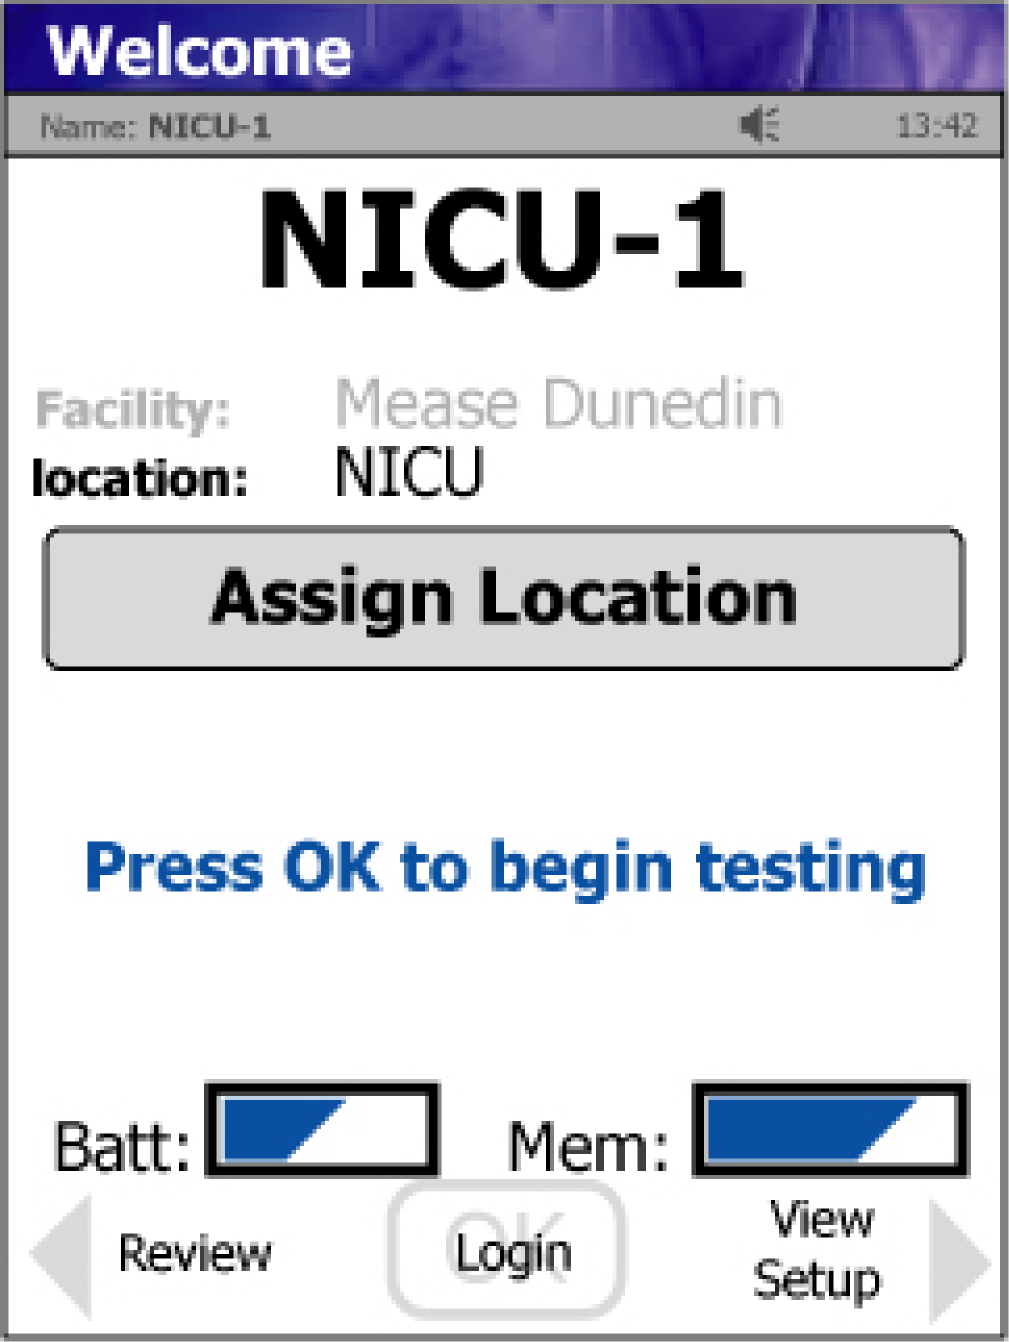 Welcome
Name: NICU-1 13:42
NICU-1
Facility: Mease Dunedin
location: NICU
Assign Location
Press OK to begin testing
Batt: Mem:
Review
OK
Login
View
Setup